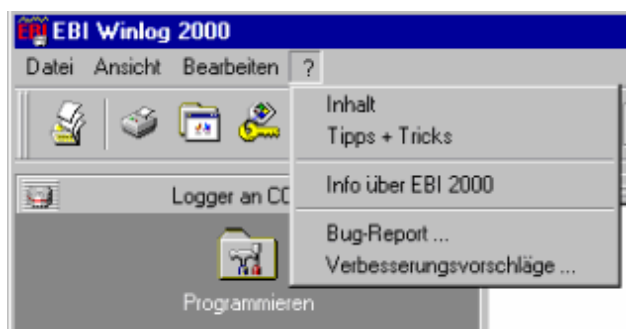 EBI EBI Winlog 2000
Datei Ansicht Bearbeiten ?
Inhalt
Tipps + Tricks
Info über EBI 2000
Bug-Report ...
Verbesserungsvorschläge ...
Logger an
Programmieren